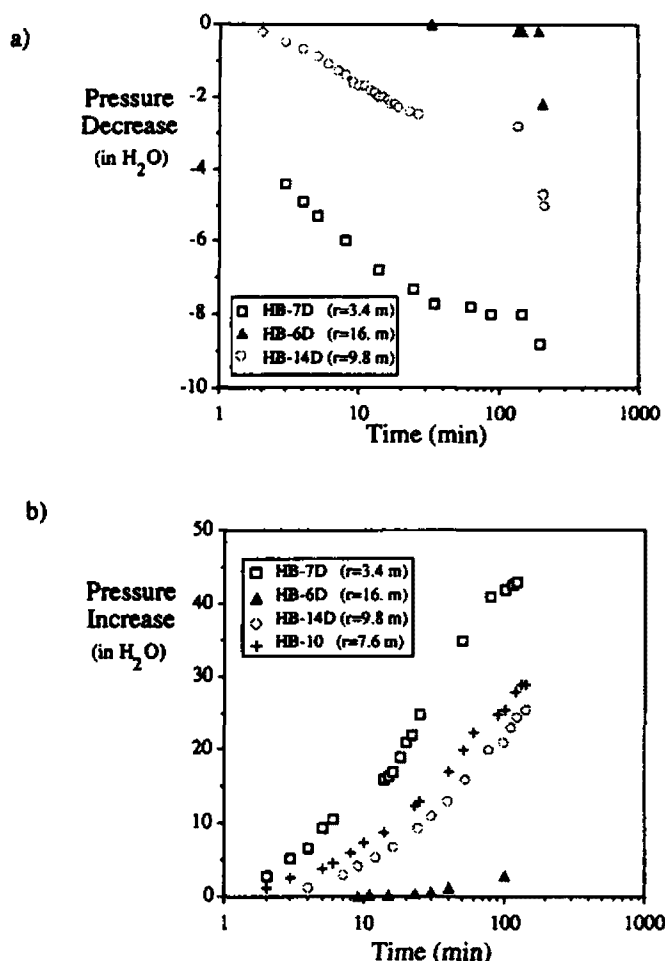 a)
Pressure
Decrease
(in H2O)
0
-2
-4
-6
-8
-10
HB-7D (r=3.4 m)
HB-6D (r=16. m)
HB-14D (r=9.8 m)
1 10 100 1000
Time (min)
b)
Pressure
Increase
(in H2O)
50
40
30
20
10
0
HB-7D (r=3.4 m)
HB-6D (r=16. m)
HB-14D (r=9.8 m)
HB-10 (r=7.6 m)
1 10 100 1000
Time (min)